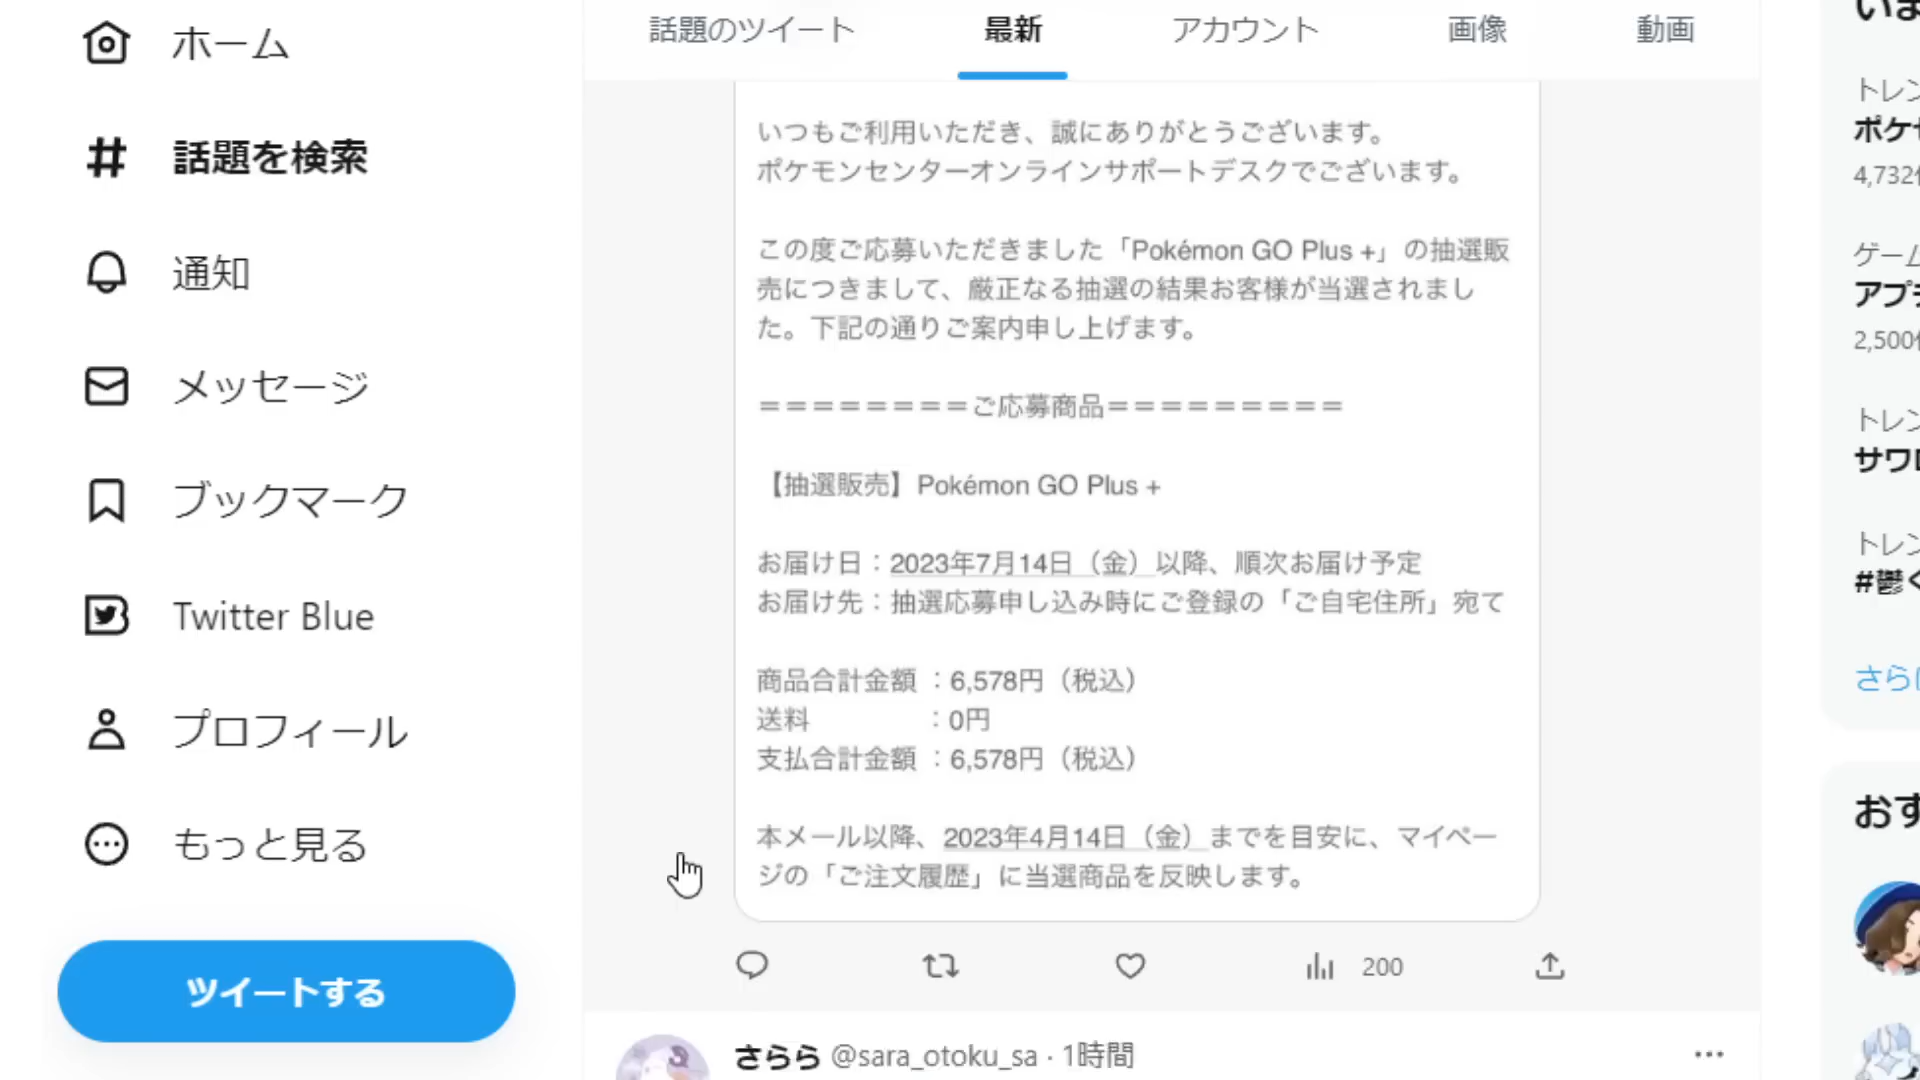 ホーム
話題を検索
通知
メッセージ
ブックマーク
Twitter Blue
プロフィール
もっと見る
ツイートする
話題のツイート
最新
アカウント
画像
動画
いつもご利用いただき、誠にありがとうございます。
ポケモンセンターオンラインサポートデスクでございます。
この度ご応募いただきました「Pokémon GO Plus +」の抽選販
売につきまして、厳正なる抽選の結果お客様が当選されまし
た。下記の通りご案内申し上げます。
========ご応募商品=========
【抽選販売】Pokémon GO Plus +
お届け日：2023年7月14日（金）以降、順次お届け予定
お届け先：抽選応募申し込み時にご登録の「ご自宅住所」宛て
商品合計金額 ：6,578円（税込）
送料 ：0円
支払合計金額 ：6,578円（税込）
本メール以降、2023年4月14日（金）までを目安に、マイペー
ジの「ご注文履歴」に当選商品を反映します。
200
さらら @sara_otoku_sa · 1時間
トレン
ポケ
4,732
ゲーム
アプ
2,500
トレン
サワ
トレン
#鬱く
さらに
おす